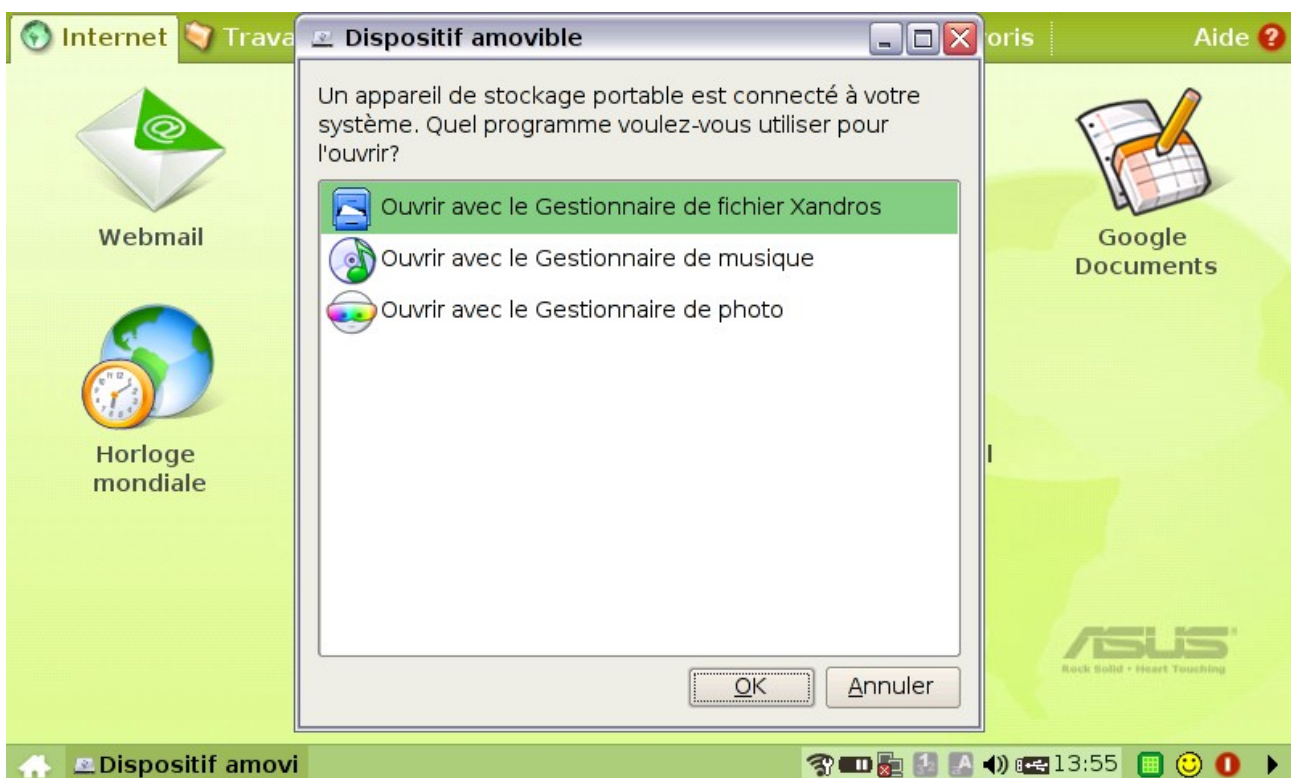 Internet
Trava
Dispositif amovible
oris
Aide
Un appareil de stockage portable est connecté à votre
système. Quel programme voulez-vous utiliser pour
l'ouvrir?
Ouvrir avec le Gestionnaire de fichier Xandros
Ouvrir avec le Gestionnaire de musique
Ouvrir avec le Gestionnaire de photo
OK
Annuler
Webmail
Google
Documents
Horloge
mondiale
l
ASUS
Rock Solid • Heart Touching
Dispositif amovi
13:55